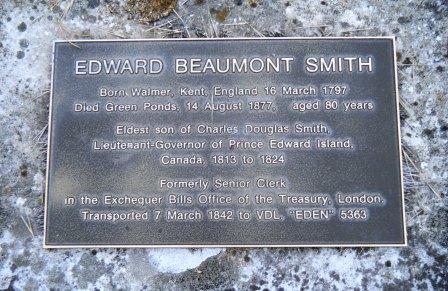 EDWARD BEAUMONT SMITH
Born, Walmer, Kent, England 16 March 1797
Died Green Ponds, 14 August 1877, aged 80 years
Eldest son of Charles Douglas Smith,
Lieutenant-Governor of Prince Edward Island,
Canada, 1813 to 1824
Formerly Senior Clerk
in the Exchequer Bills Office of the Treasury, London.
Transported 7 March 1842 to VDL, "EDEN" 5363